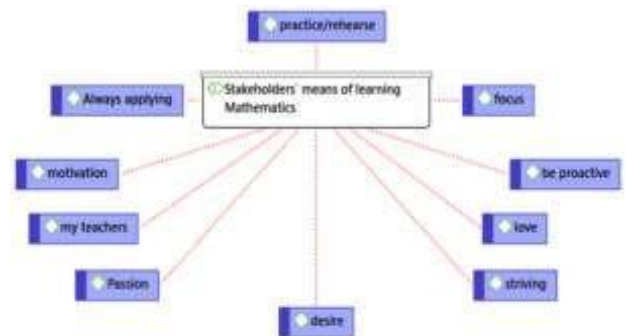 practice/rehearse
Stakeholders' means of learning
Mathematics
Always applying
focus
motivation
be proactive
my teachers
love
Passion
striving
desire